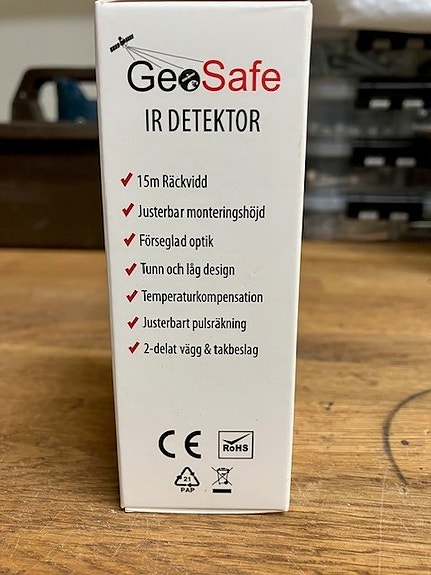 GeoSafe
IR DETEKTOR
15m Räckvidd
Justerbar monteringshöjd
Förseglad optik
Tunn och låg design
Temperaturkompensation
Justerbart pulsräkning
2-delat vägg & takbeslag
CE
RoHS
21
PAP